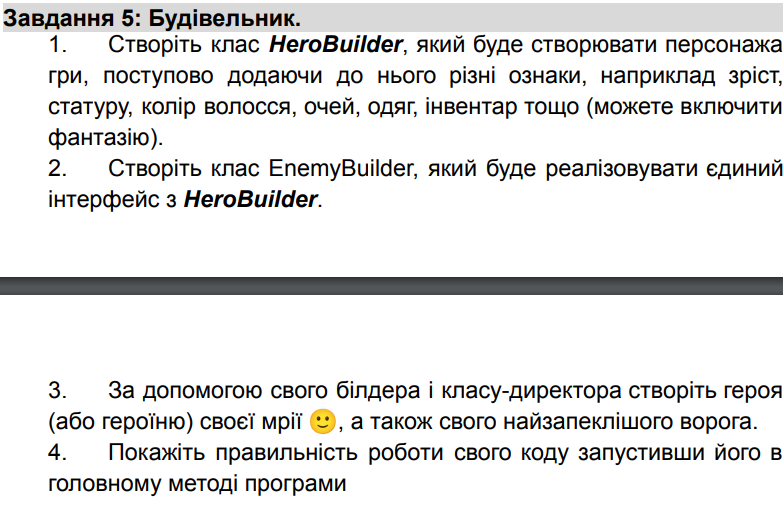 Завдання 5: Будівельник.
1. Створіть клас HeroBuilder, який буде створювати персонажа
гри, поступово додаючи до нього різні ознаки, наприклад зріст,
статуру, колір волосся, очей, одяг, інвентар тощо (можете включити
фантазію).
2. Створіть клас EnemyBuilder, який буде реалізовувати єдиний
інтерфейс з HeroBuilder.
3. За допомогою свого білдера і класу-директора створіть героя
(або героїню) своєї мрії 🙂, а також свого найзапеклішого ворога.
4. Покажіть правильність роботи свого коду запустивши його в
головному методі програми